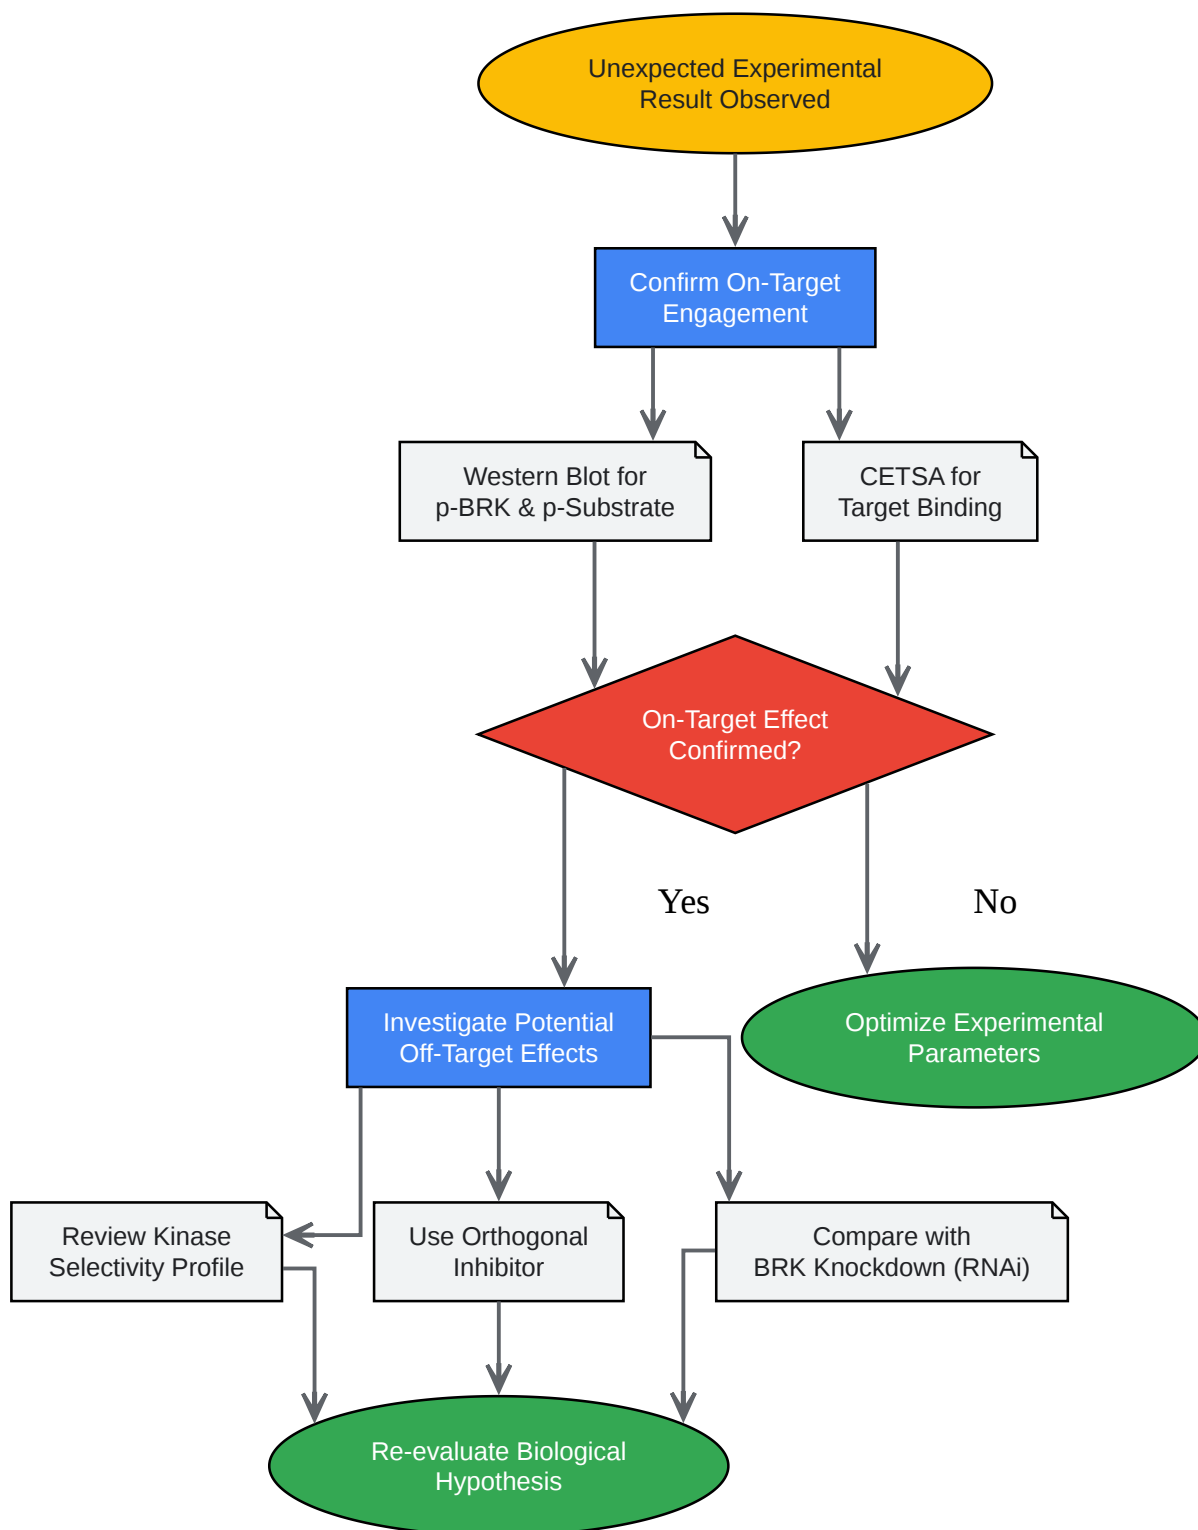 Unexpected Experimental
Result Observed
Confirm On-Target
Engagement
Western Blot for
p-BRK & p-Substrate
CETSA for
Target Binding
On-Target Effect
Confirmed?
Yes
No
Investigate Potential
Off-Target Effects
Optimize Experimental
Parameters
Review Kinase
Selectivity Profile
Use Orthogonal
Inhibitor
Compare with
BRK Knockdown (RNAi)
Re-evaluate Biological
Hypothesis